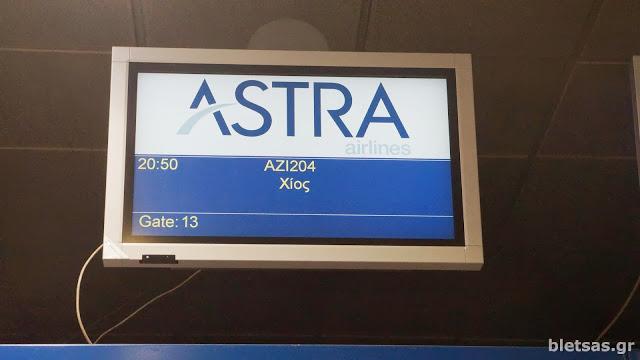 ASTRA
airlines
20:50 AZI204
Χίος
Gate: 13
bletsas.gr